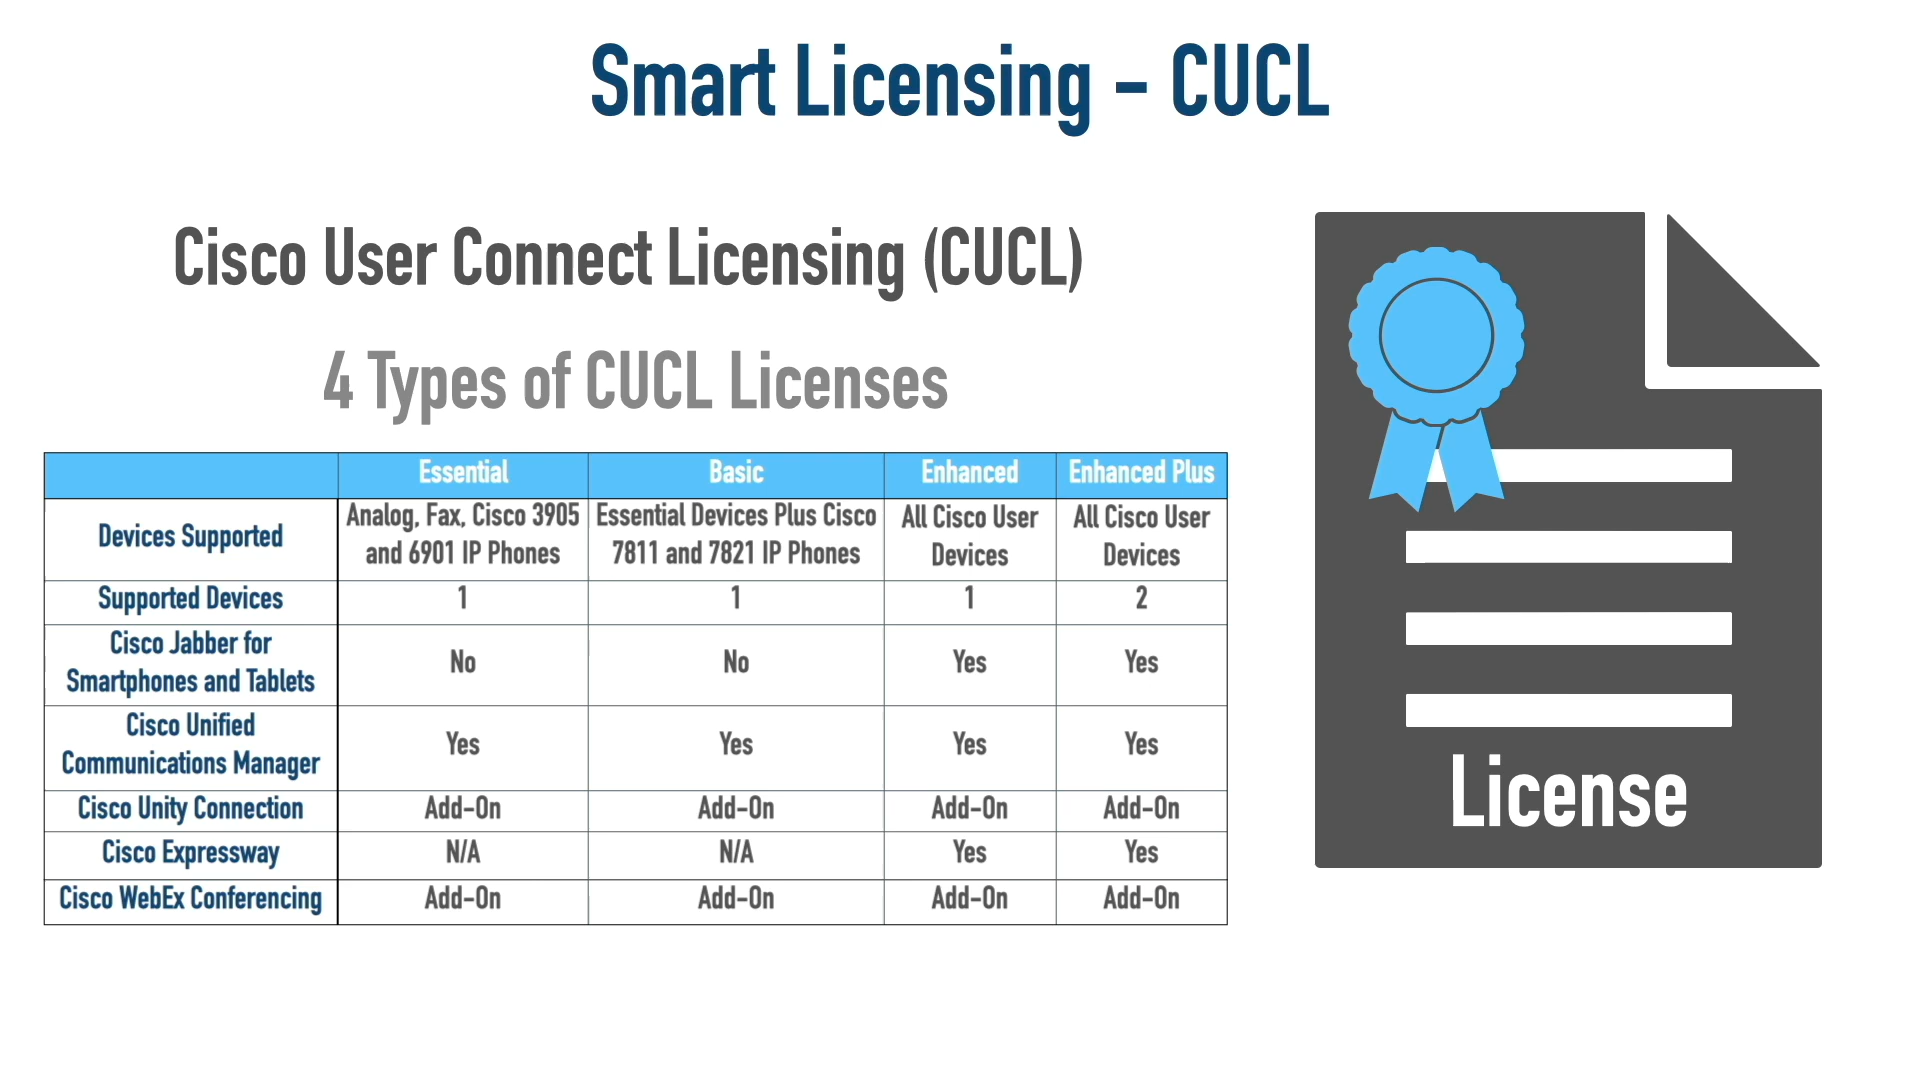 Smart Licensing - CUCL
Cisco User Connect Licensing (CUCL)
4 Types of CUCL Licenses
Essential Basic Enhanced Enhanced Plus
Devices Supported
Analog, Fax, Cisco 3905
and 6901 IP Phones
Essential Devices Plus Cisco
7811 and 7821 IP Phones
All Cisco User
Devices
All Cisco User
Devices
Supported Devices 1 1 1 2
Cisco Jabber for
Smartphones and Tablets
No No Yes Yes
Cisco Unified
Communications Manager
Yes Yes Yes Yes
Cisco Unity Connection Add-On Add-On Add-On Add-On
Cisco Expressway N/A N/A Yes Yes
Cisco WebEx Conferencing Add-On Add-On Add-On Add-On
License